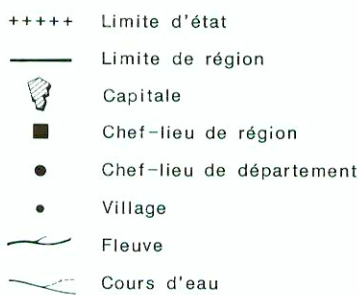 Limite d'état
Limite de région
Capitale
Chef-lieu de région
Chef-lieu de département
Village
Fleuve
Cours d'eau